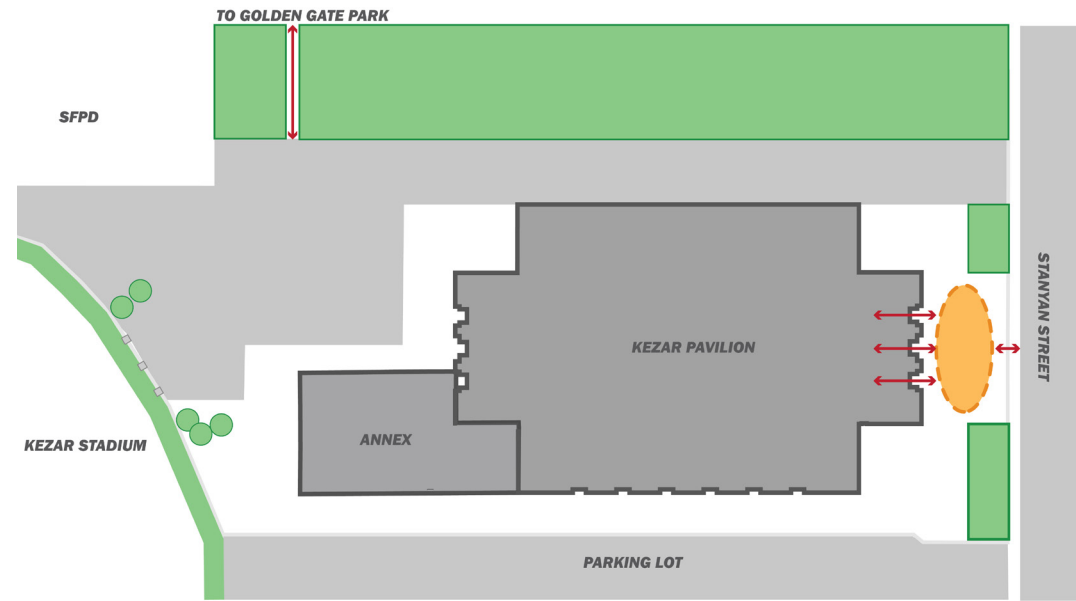 TO GOLDEN GATE PARK
SFPD
STANYAN STREET
KEZAR PAVILION
ANNEX
KEZAR STADIUM
PARKING LOT